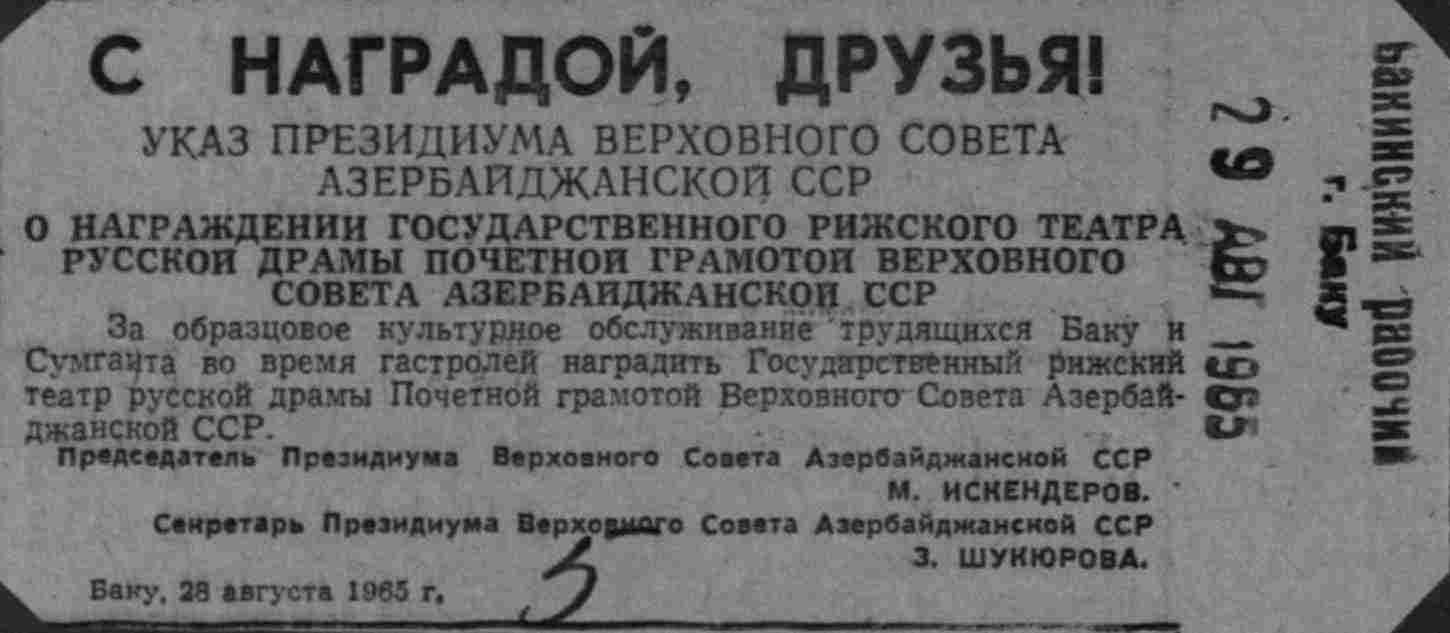 С НАГРАДОЙ, ДРУЗЬЯ!
УКАЗ ПРЕЗИДИУМА ВЕРХОВНОГО СОВЕТА
АЗЕРБАЙДЖАНСКОЙ ССР
О НАГРАЖДЕНИИ ГОСУДАРСТВЕННОГО РИЖСКОГО ТЕАТРА
РУССКОЙ ДРАМЫ ПОЧЕТНОЙ ГРАМОТОЙ ВЕРХОВНОГО
СОВЕТА АЗЕРБАЙДЖАНСКОЙ ССР
За образцовое культурное обслуживание трудящихся Баку и
Сумгаита во время гастролей наградить Государственный рижский
театр русской драмы Почетной грамотой Верховного Совета Азербай-
джанской ССР.
Председатель Президиума Верховного Совета Азербайджанской ССР
М. ИСКЕНДЕРОВ.
Секретарь Президиума Верховного Совета Азербайджанской ССР
З. ШУКЮРОВА.
Баку, 28 августа 1965 г.
5
29 АВГ 1965
г. Баку
Бакинский рабочий